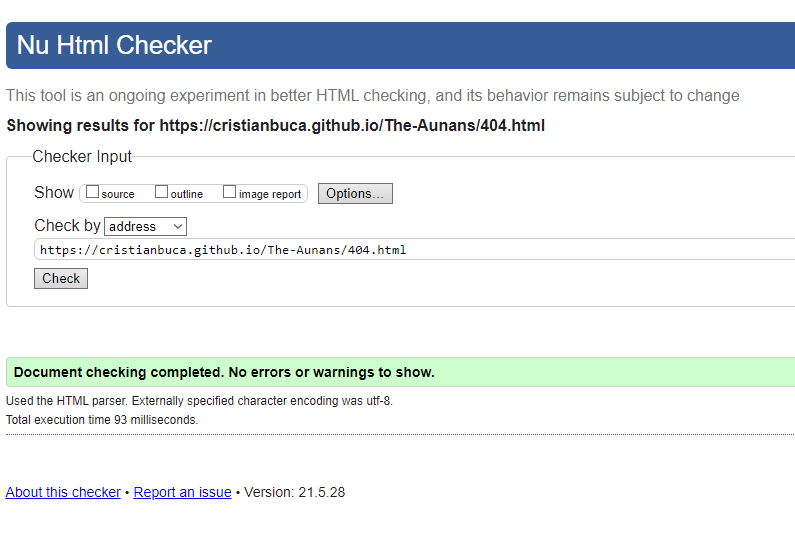 Nu Html Checker
This tool is an ongoing experiment in better HTML checking, and its behavior remains subject to change
Showing results for https://cristianbuca.github.io/The-Aunans/404.html
Checker Input
Show source outline image report Options...
Check by address
https://cristianbuca.github.io/The-Aunans/404.html
Check
Document checking completed. No errors or warnings to show.
Used the HTML parser. Externally specified character encoding was utf-8.
Total execution time 93 milliseconds.
About this checker • Report an issue • Version: 21.5.28